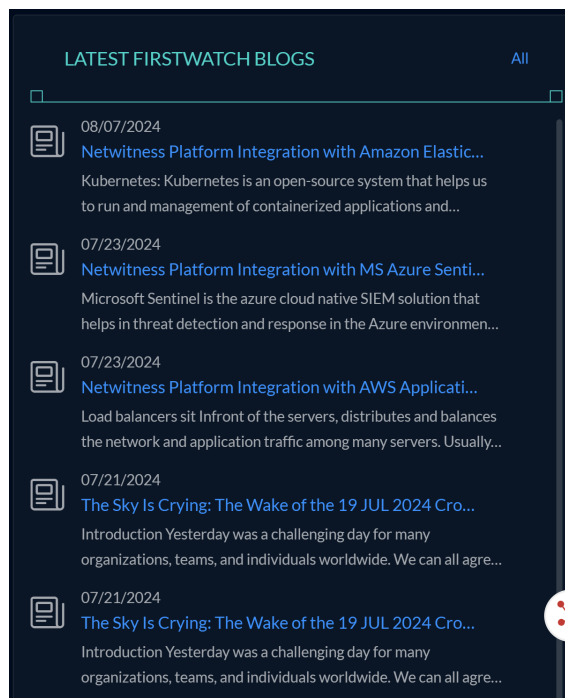 LATEST FIRSTWATCH BLOGS
All
08/07/2024
Netwitness Platform Integration with Amazon Elastic...
Kubernetes: Kubernetes is an open-source system that helps us
to run and management of containerized applications and...
07/23/2024
Netwitness Platform Integration with MS Azure Senti...
Microsoft Sentinel is the azure cloud native SIEM solution that
helps in threat detection and response in the Azure environmen...
07/23/2024
Netwitness Platform Integration with AWS Applicati...
Load balancers sit Infront of the servers, distributes and balances
the network and application traffic among many servers. Usually...
07/21/2024
The Sky Is Crying: The Wake of the 19 JUL 2024 Cro...
Introduction Yesterday was a challenging day for many
organizations, teams, and individuals worldwide. We can all agre...
07/21/2024
The Sky Is Crying: The Wake of the 19 JUL 2024 Cro...
Introduction Yesterday was a challenging day for many
organizations, teams, and individuals worldwide. We can all agre...